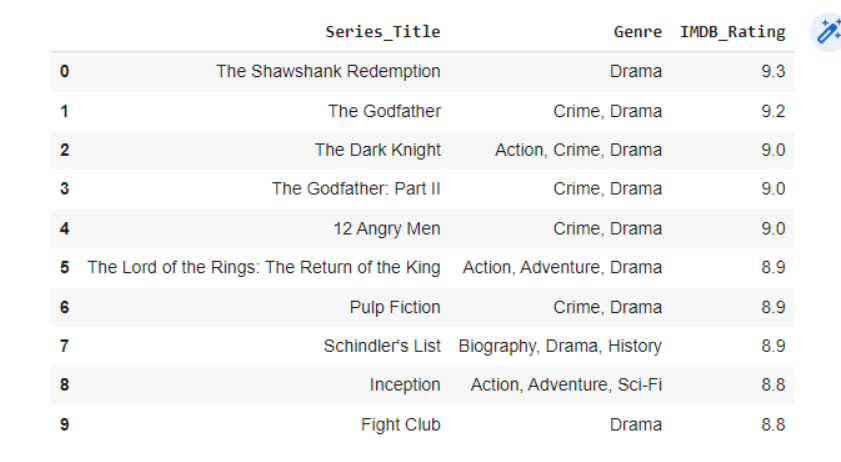 Series_Title Genre IMDB_Rating
0 The Shawshank Redemption Drama 9.3
1 The Godfather Crime, Drama 9.2
2 The Dark Knight Action, Crime, Drama 9.0
3 The Godfather: Part II Crime, Drama 9.0
4 12 Angry Men Crime, Drama 9.0
5 The Lord of the Rings: The Return of the King Action, Adventure, Drama 8.9
6 Pulp Fiction Crime, Drama 8.9
7 Schindler's List Biography, Drama, History 8.9
8 Inception Action, Adventure, Sci-Fi 8.8
9 Fight Club Drama 8.8